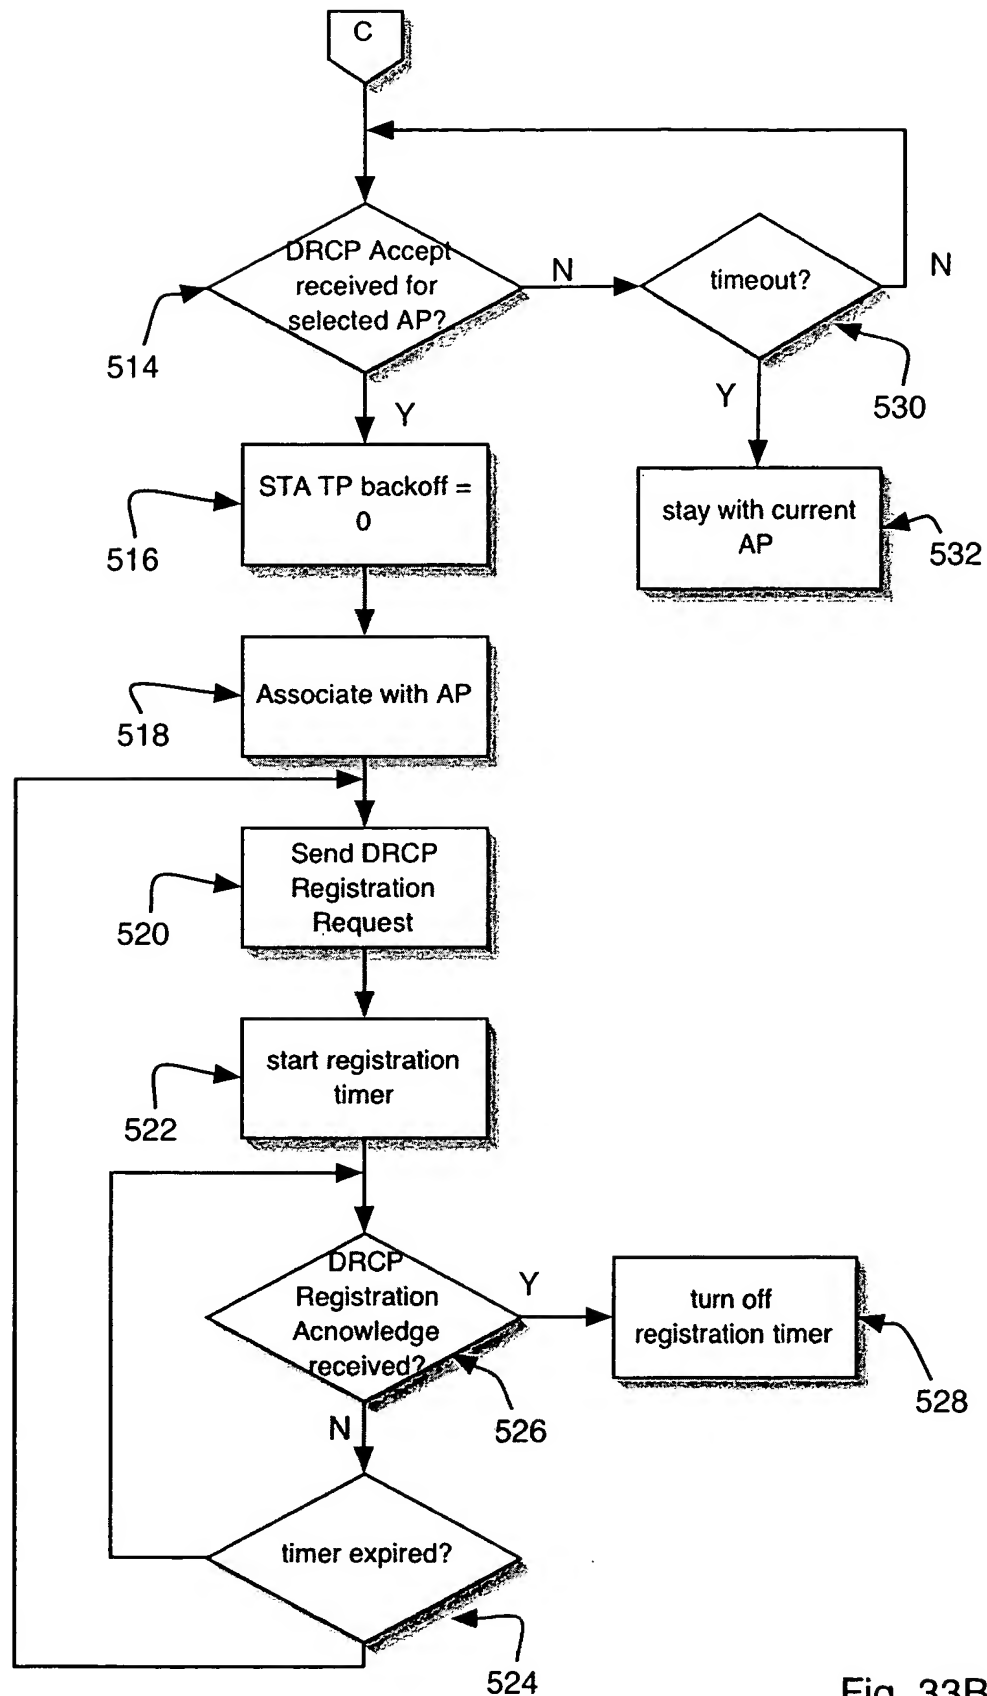 C
DRCP Accept
received for
selected AP?
N
timeout?
N
514
530
Y
Y
STA TP backoff =
0
stay with current
AP
516
532
Associate with AP
518
Send DRCP
Registration
Request
520
start registration
timer
522
DRCP
Registration
Acnowledge
received?
Y
turn off
registration timer
528
526
N
timer expired?
524
Fig. 33B